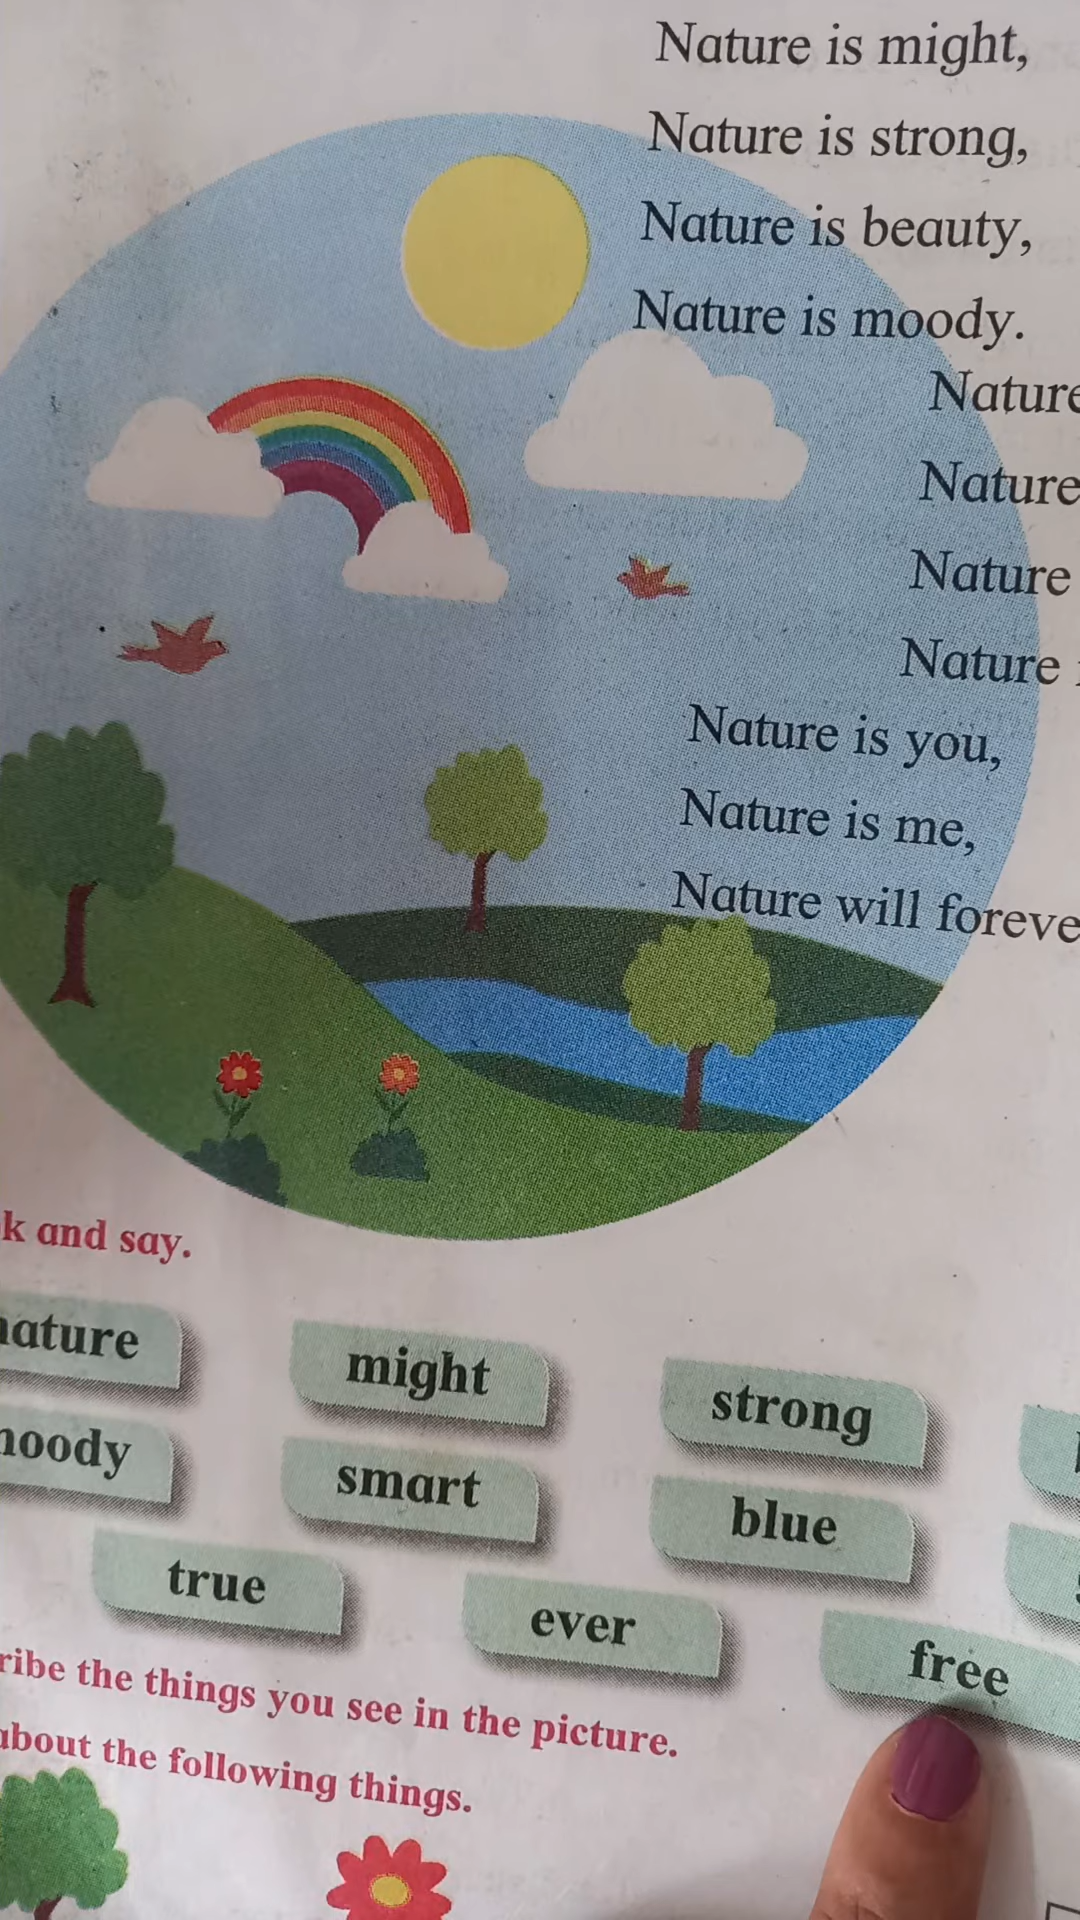 Nature is might,
Nature is strong,
Nature is beauty,
Nature is moody.
Nature
Nature
Nature
Nature
Nature is you,
Nature is me,
Nature will foreve
k and say.
ature might strong
oody smart blue
true ever free
ribe the things you see in the picture.
about the following things.